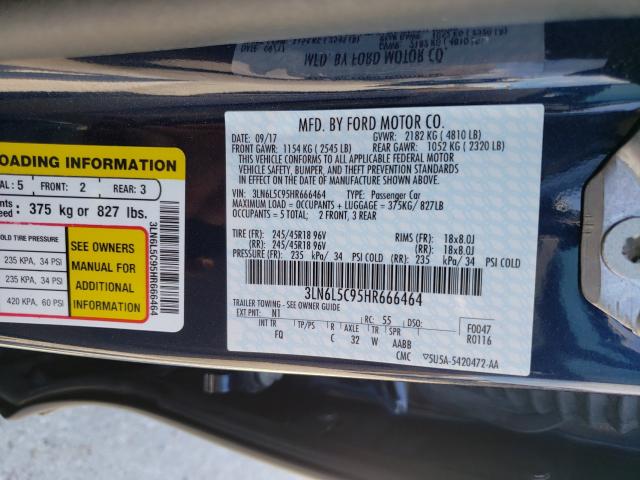 MFD. BY FORD MOTOR CO.
MFD. BY FORD MOTOR CO.
DATE: 09/17 GVWR: 2182 KG ( 4810 LB)
FRONT GAWR: 1154 KG ( 2545 LB) REAR GAWR: 1052 KG ( 2320 LB)
THIS VEHICLE CONFORMS TO ALL APPLICABLE FEDERAL MOTOR
VEHICLE SAFETY, BUMPER, AND THEFT PREVENTION STANDARDS IN
EFFECT ON THE DATE OF MANUFACTURE SHOWN ABOVE.
VIN: 3LN6L5C95HR666464 TYPE: Passenger Car
MAXIMUM LOAD = OCCUPANTS + LUGGAGE = 375KG/ 827LB
OCCUPANTS = 5 TOTAL: 2 FRONT, 3 REAR
TIRE (FR): 245/45R18 96V RIMS (FR): 18x8.0J
(RR): 245/45R18 96V (RR): 18x8.0J
PRESSURE (FR): 235 kPa/ 34 PSI COLD (RR): 235 kPa/ 34 PSI COLD
3LN6L5C95HR666464
TRAILER TOWING - SEE OWNER GUIDE
EXT PNT: N1 RC: 55 DSO: F0047
INT TR TP/PS R AXLE TR SPR R0116
FQ C 32 W AABB
CMC ▽SU5A-5420472-AA
LOADING INFORMATION
5 FRONT: 2 REAR: 3
375 kg or 827 lbs.
COLD TIRE PRESSURE
235 KPA, 34 PSI
235 KPA, 34 PSI
420 KPA, 60 PSI
SEE OWNERS
MANUAL FOR
ADDITIONAL
INFORMATION
3LN6L5C95HR666464